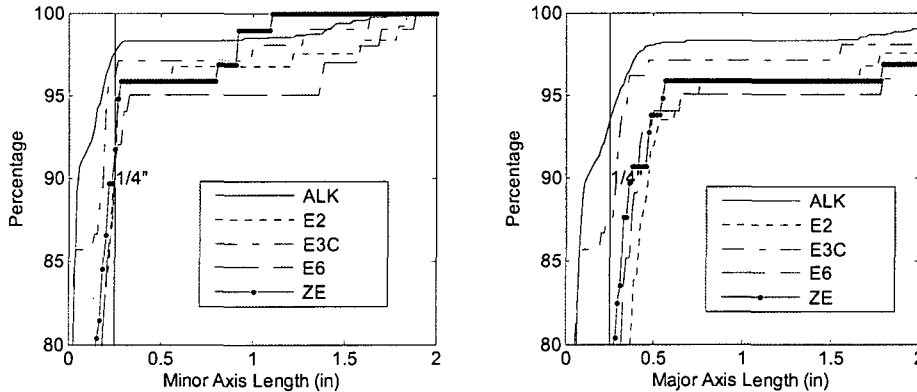 100
95
90
85
80
Percentage
1/4"
ALK
E2
E3C
E6
ZE
0
0.5
1
1.5
2
Minor Axis Length (in)
100
95
90
85
80
Percentage
1/4"
ALK
E2
E3C
E6
ZE
0
0.5
1
1.5
2
Major Axis Length (in)